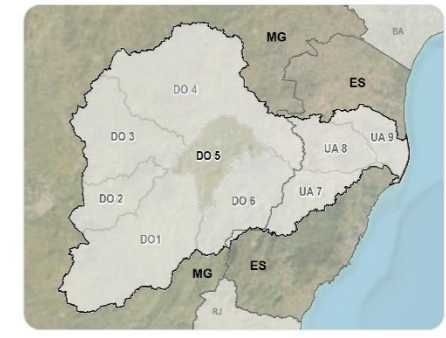 MG
BA
ES
DO 4
DO 3
UA 8
UA 9
DO 5
DO 2
DO 6
UA 7
DO1
MG
ES
RJ